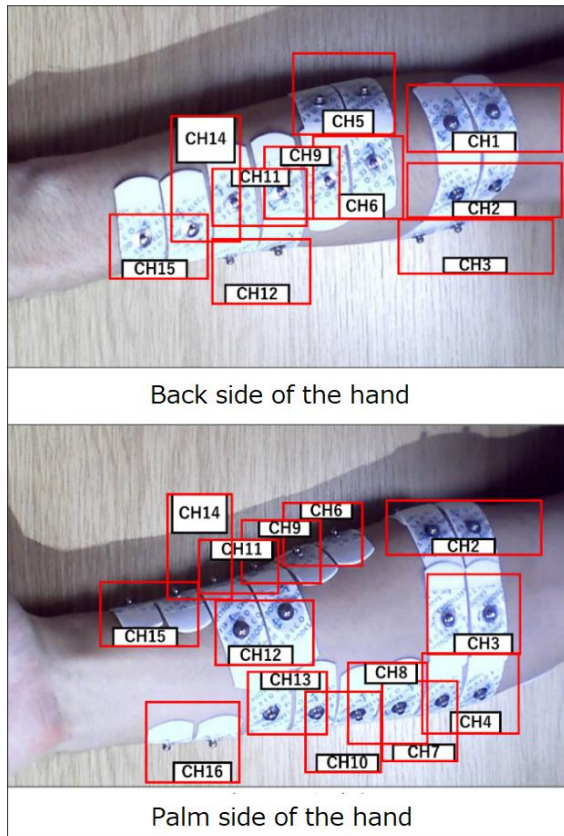 CH14
CH5
CH1
CH9
CH11
CH6
CH2
CH15
CH12
CH3
Back side of the hand
CH14
CH6
CH9
CH2
CH11
CH15
CH12
CH3
CH13
CH8
CH4
CH10
CH7
CH16
Palm side of the hand